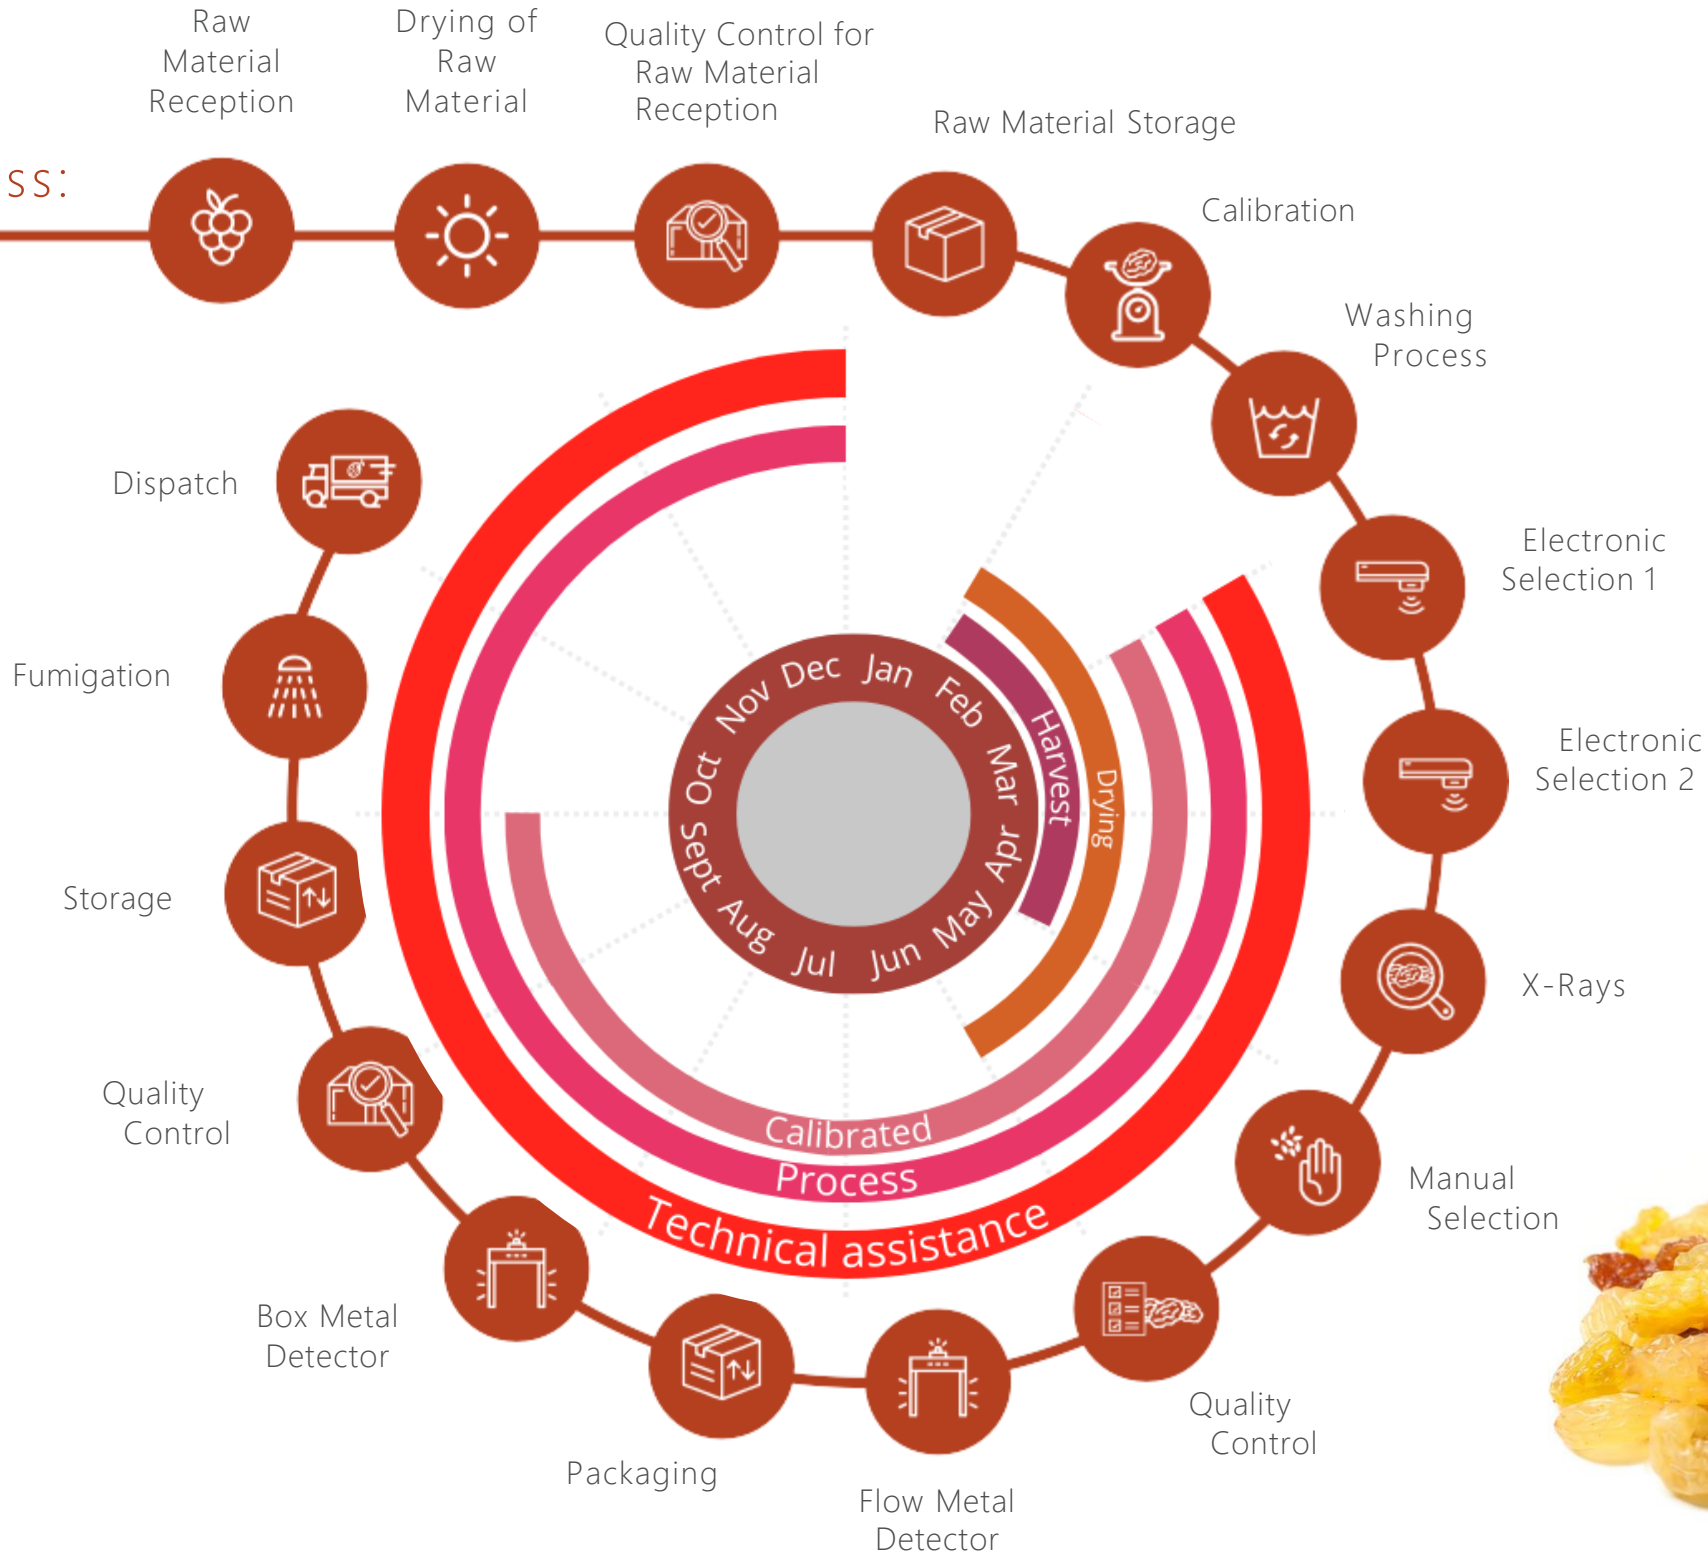 ss:
Raw
Material
Reception
Drying of
Raw
Material
Quality Control for
Raw Material
Reception
Raw Material Storage
Calibration
Washing
Process
Electronic
Selection 1
Electronic
Selection 2
X-Rays
Manual
Selection
Quality
Control
Flow Metal
Detector
Packaging
Box Metal
Detector
Quality
Control
Storage
Fumigation
Dispatch
Jan
Feb
Mar
Apr
May
Jun
Jul
Aug
Sept
Oct
Nov
Dec
Harvest
Drying
Calibrated
Process
Technical assistance